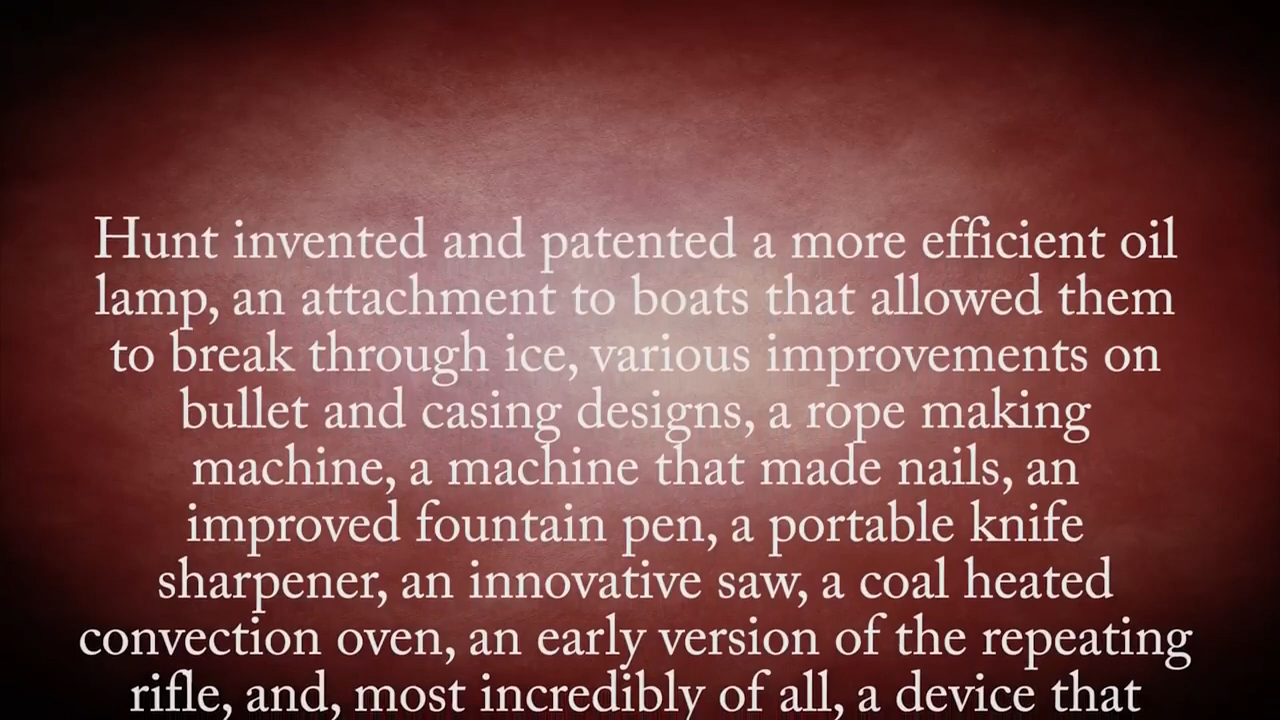 Hunt invented and patented a more efficient oil
lamp, an attachment to boats that allowed them
to break through ice, various improvements on
bullet and casing designs, a rope making
machine, a machine that made nails, an
improved fountain pen, a portable knife
sharpener, an innovative saw, a coal heated
convection oven, an early version of the repeating
rifle, and, most incredibly of all, a device that